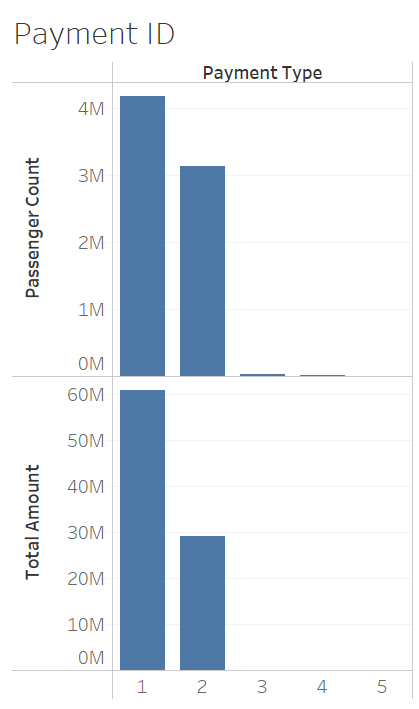 Payment ID
Payment Type
Passenger Count
4M
3M
2M
1M
0M
Total Amount
60M
50M
40M
30M
20M
10M
0M
1 2 3 4 5